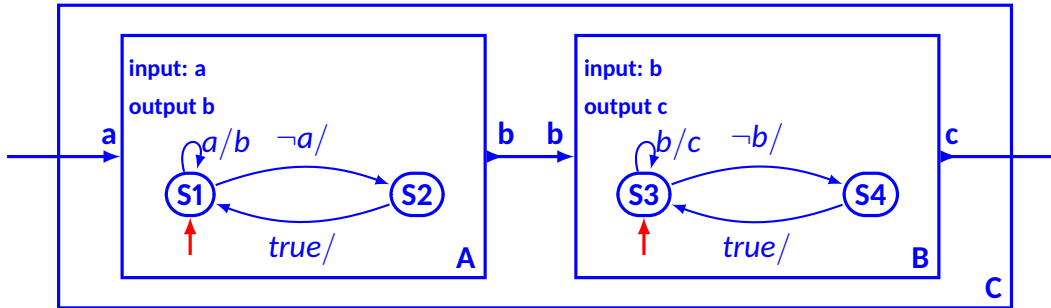 input: a
output b
a/b
¬a/
a
S1
S2
true/
A
b
b
input: b
output c
b/c
¬b/
S3
S4
true/
B
c
C